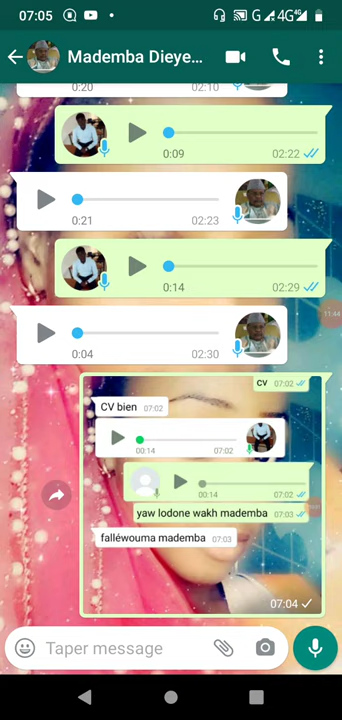 07:05 G 4G 4G
Mademba Dieye...
0:20 02:10
0:09 02:22
0:21 02:23
0:14 02:29
11:44
0:04 02:30
CV 07:02
CV bien 07:02
00:14 07:02
00:14 07:02
yaw lodone wakh mademba 07:03
falléwouma mademba 07:03
07:04
Taper message